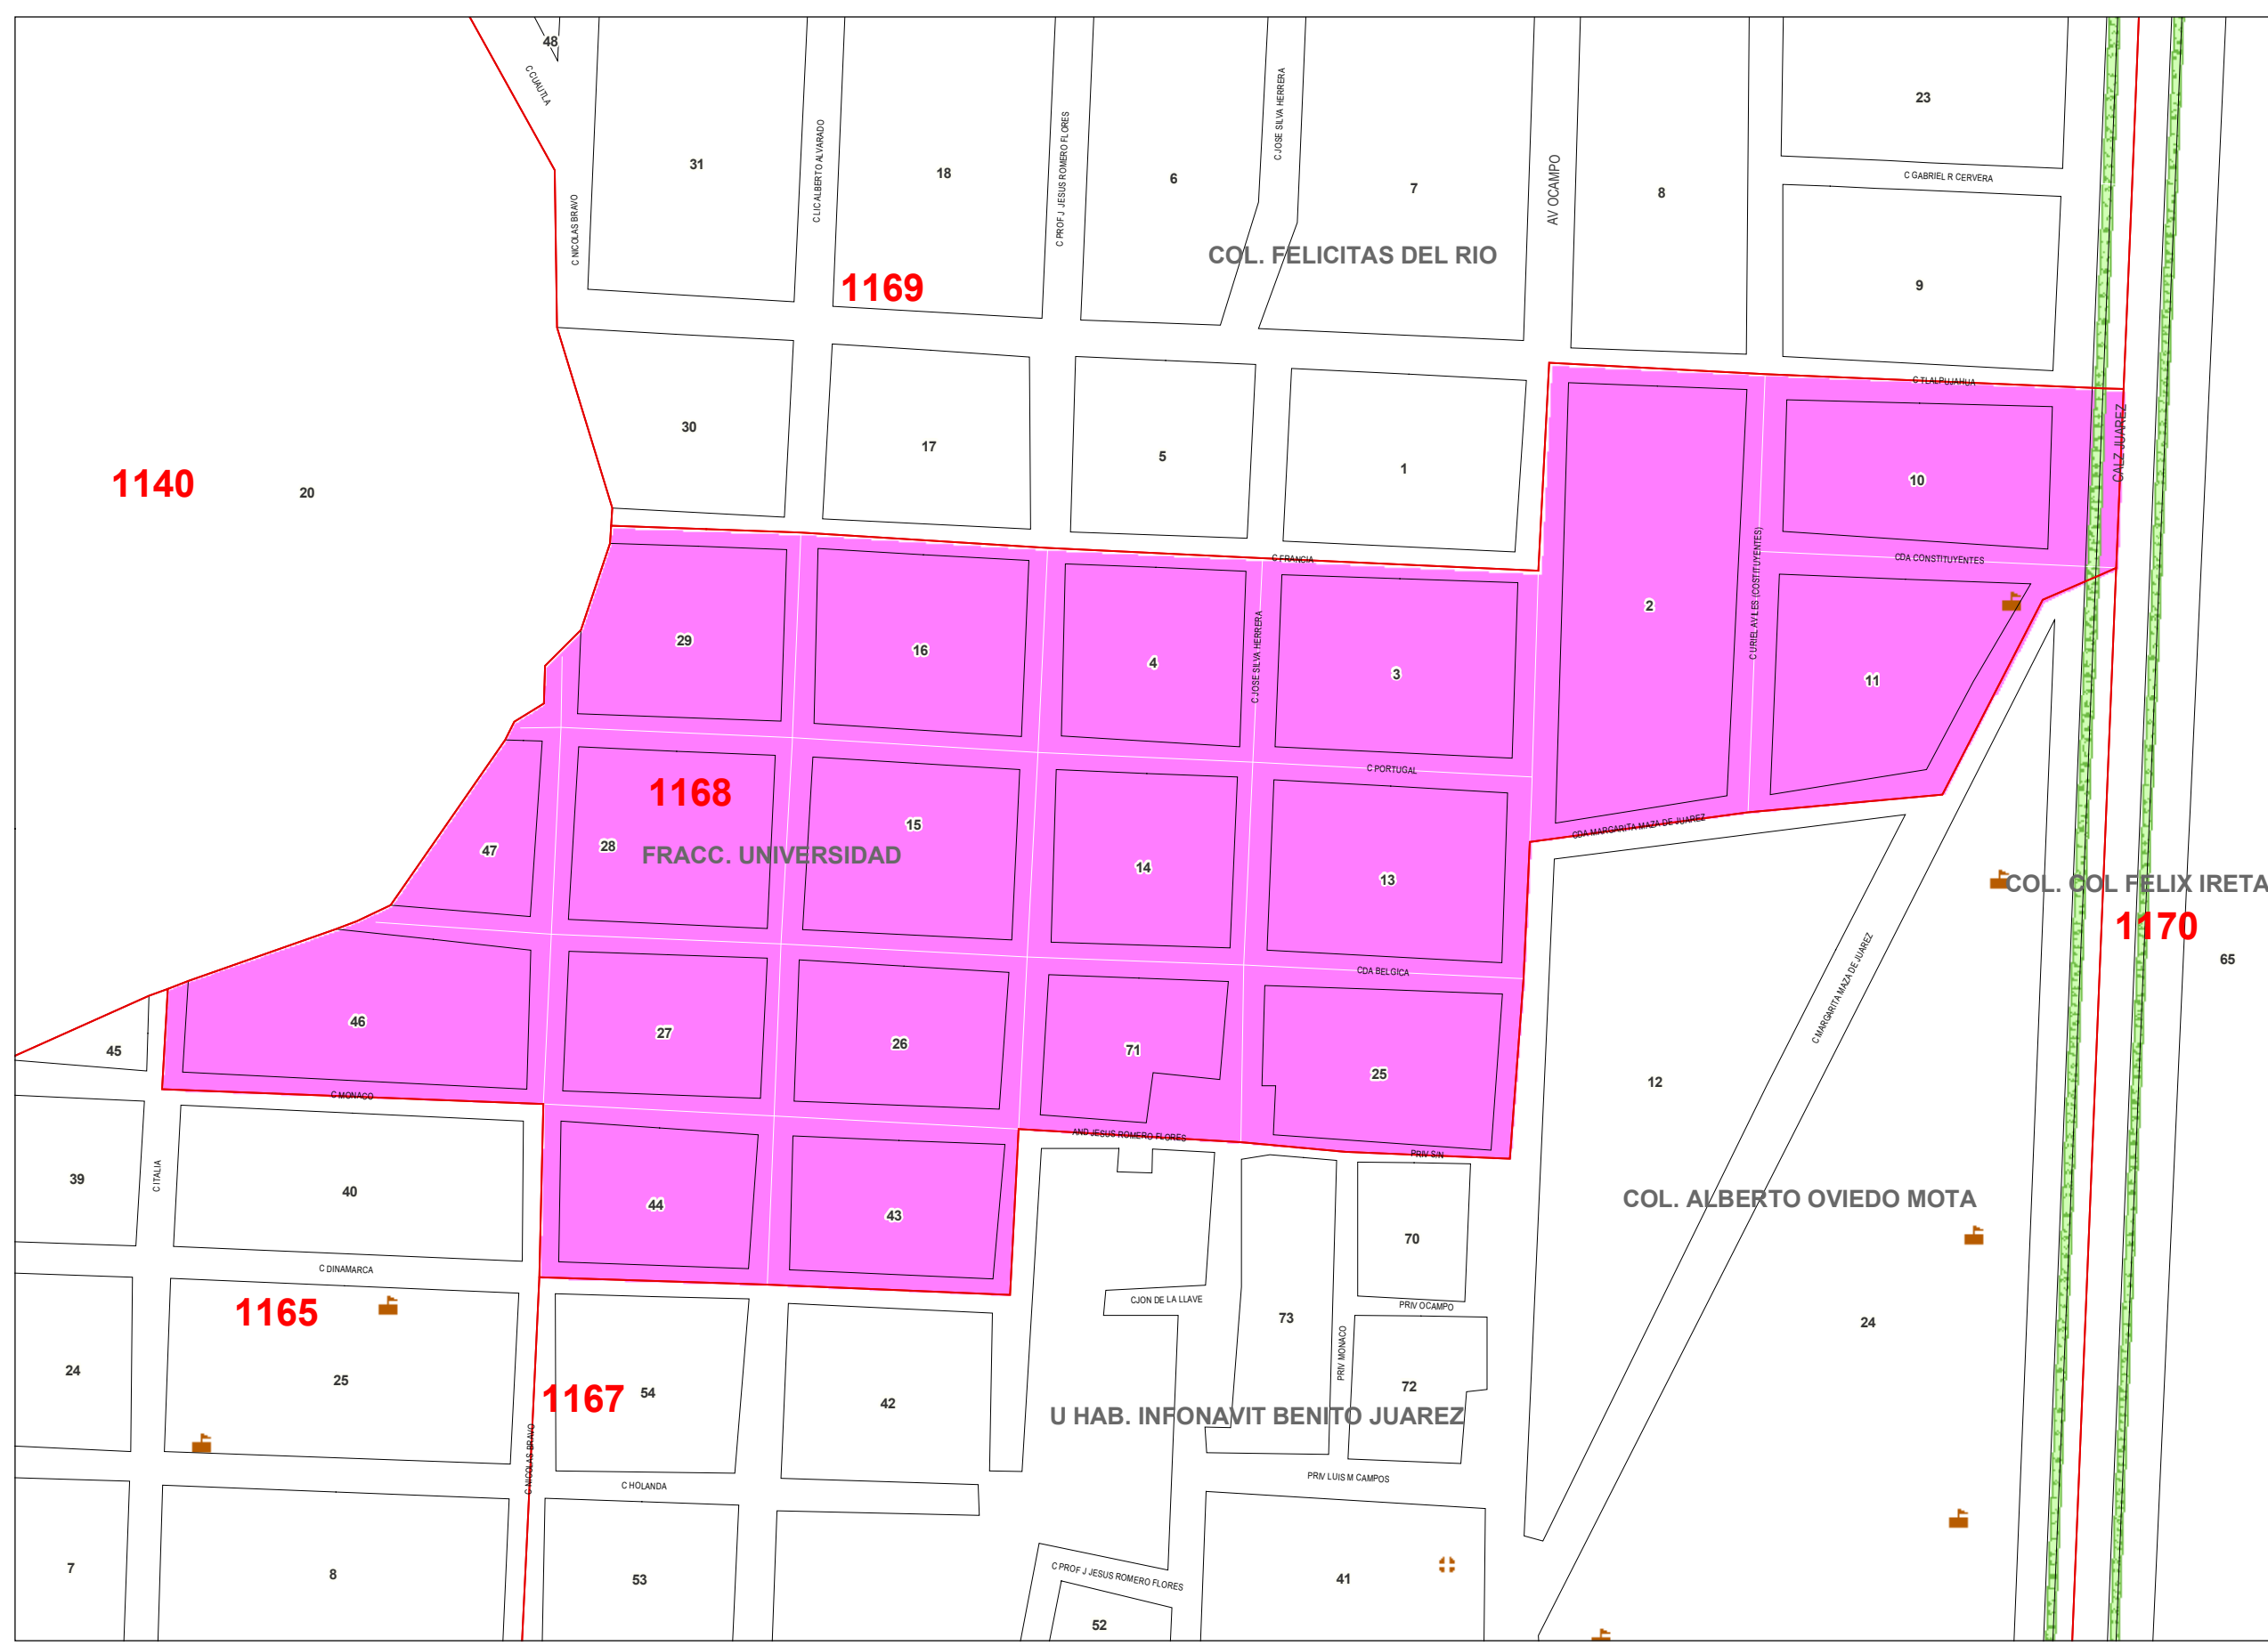 48
C CUAUTLA
23
C LIC ALBERTO ALVARADO
C PROF J JESUS ROMERO FLORES
C JOSE SILVA HERRERA
31
18
6
7
AV OCAMPO
8
C GABRIEL R CERVERA
C NICOLAS BRAVO
COL. FELICITAS DEL RIO
1169
9
C TLALPUJAHUA
CALZ JUAREZ
30
17
5
1
1140
20
10
C FRANCIA
CDA CONSTITUYENTES
C URIEL AVILES (COSTITUYENTES)
2
29
16
4
C JOSE SILVA HERRERA
3
11
C PORTUGAL
1168
15
CDA MARGARITA MAZA DE JUAREZ
47
28
FRACC. UNIVERSIDAD
14
13
COL. COL FELIX IRETA
1170
65
C MARGARITA MAZA DE JUAREZ
CDA BELGICA
46
27
26
71
25
45
12
C MONACO
AND JESUS ROMERO FLORES
PRIV S/N
39
C ITALIA
40
44
43
COL. ALBERTO OVIEDO MOTA
70
C DINAMARCA
CJON DE LA LLAVE
PRIV OCAMPO
1165
73
24
PRIV MONACO
24
25
1167
54
42
72
U HAB. INFONAVIT BENITO JUAREZ
C NICOLAS BRAVO
C HOLANDA
PRIV LUIS M CAMPOS
7
8
53
C PROF J JESUS ROMERO FLORES
41
52